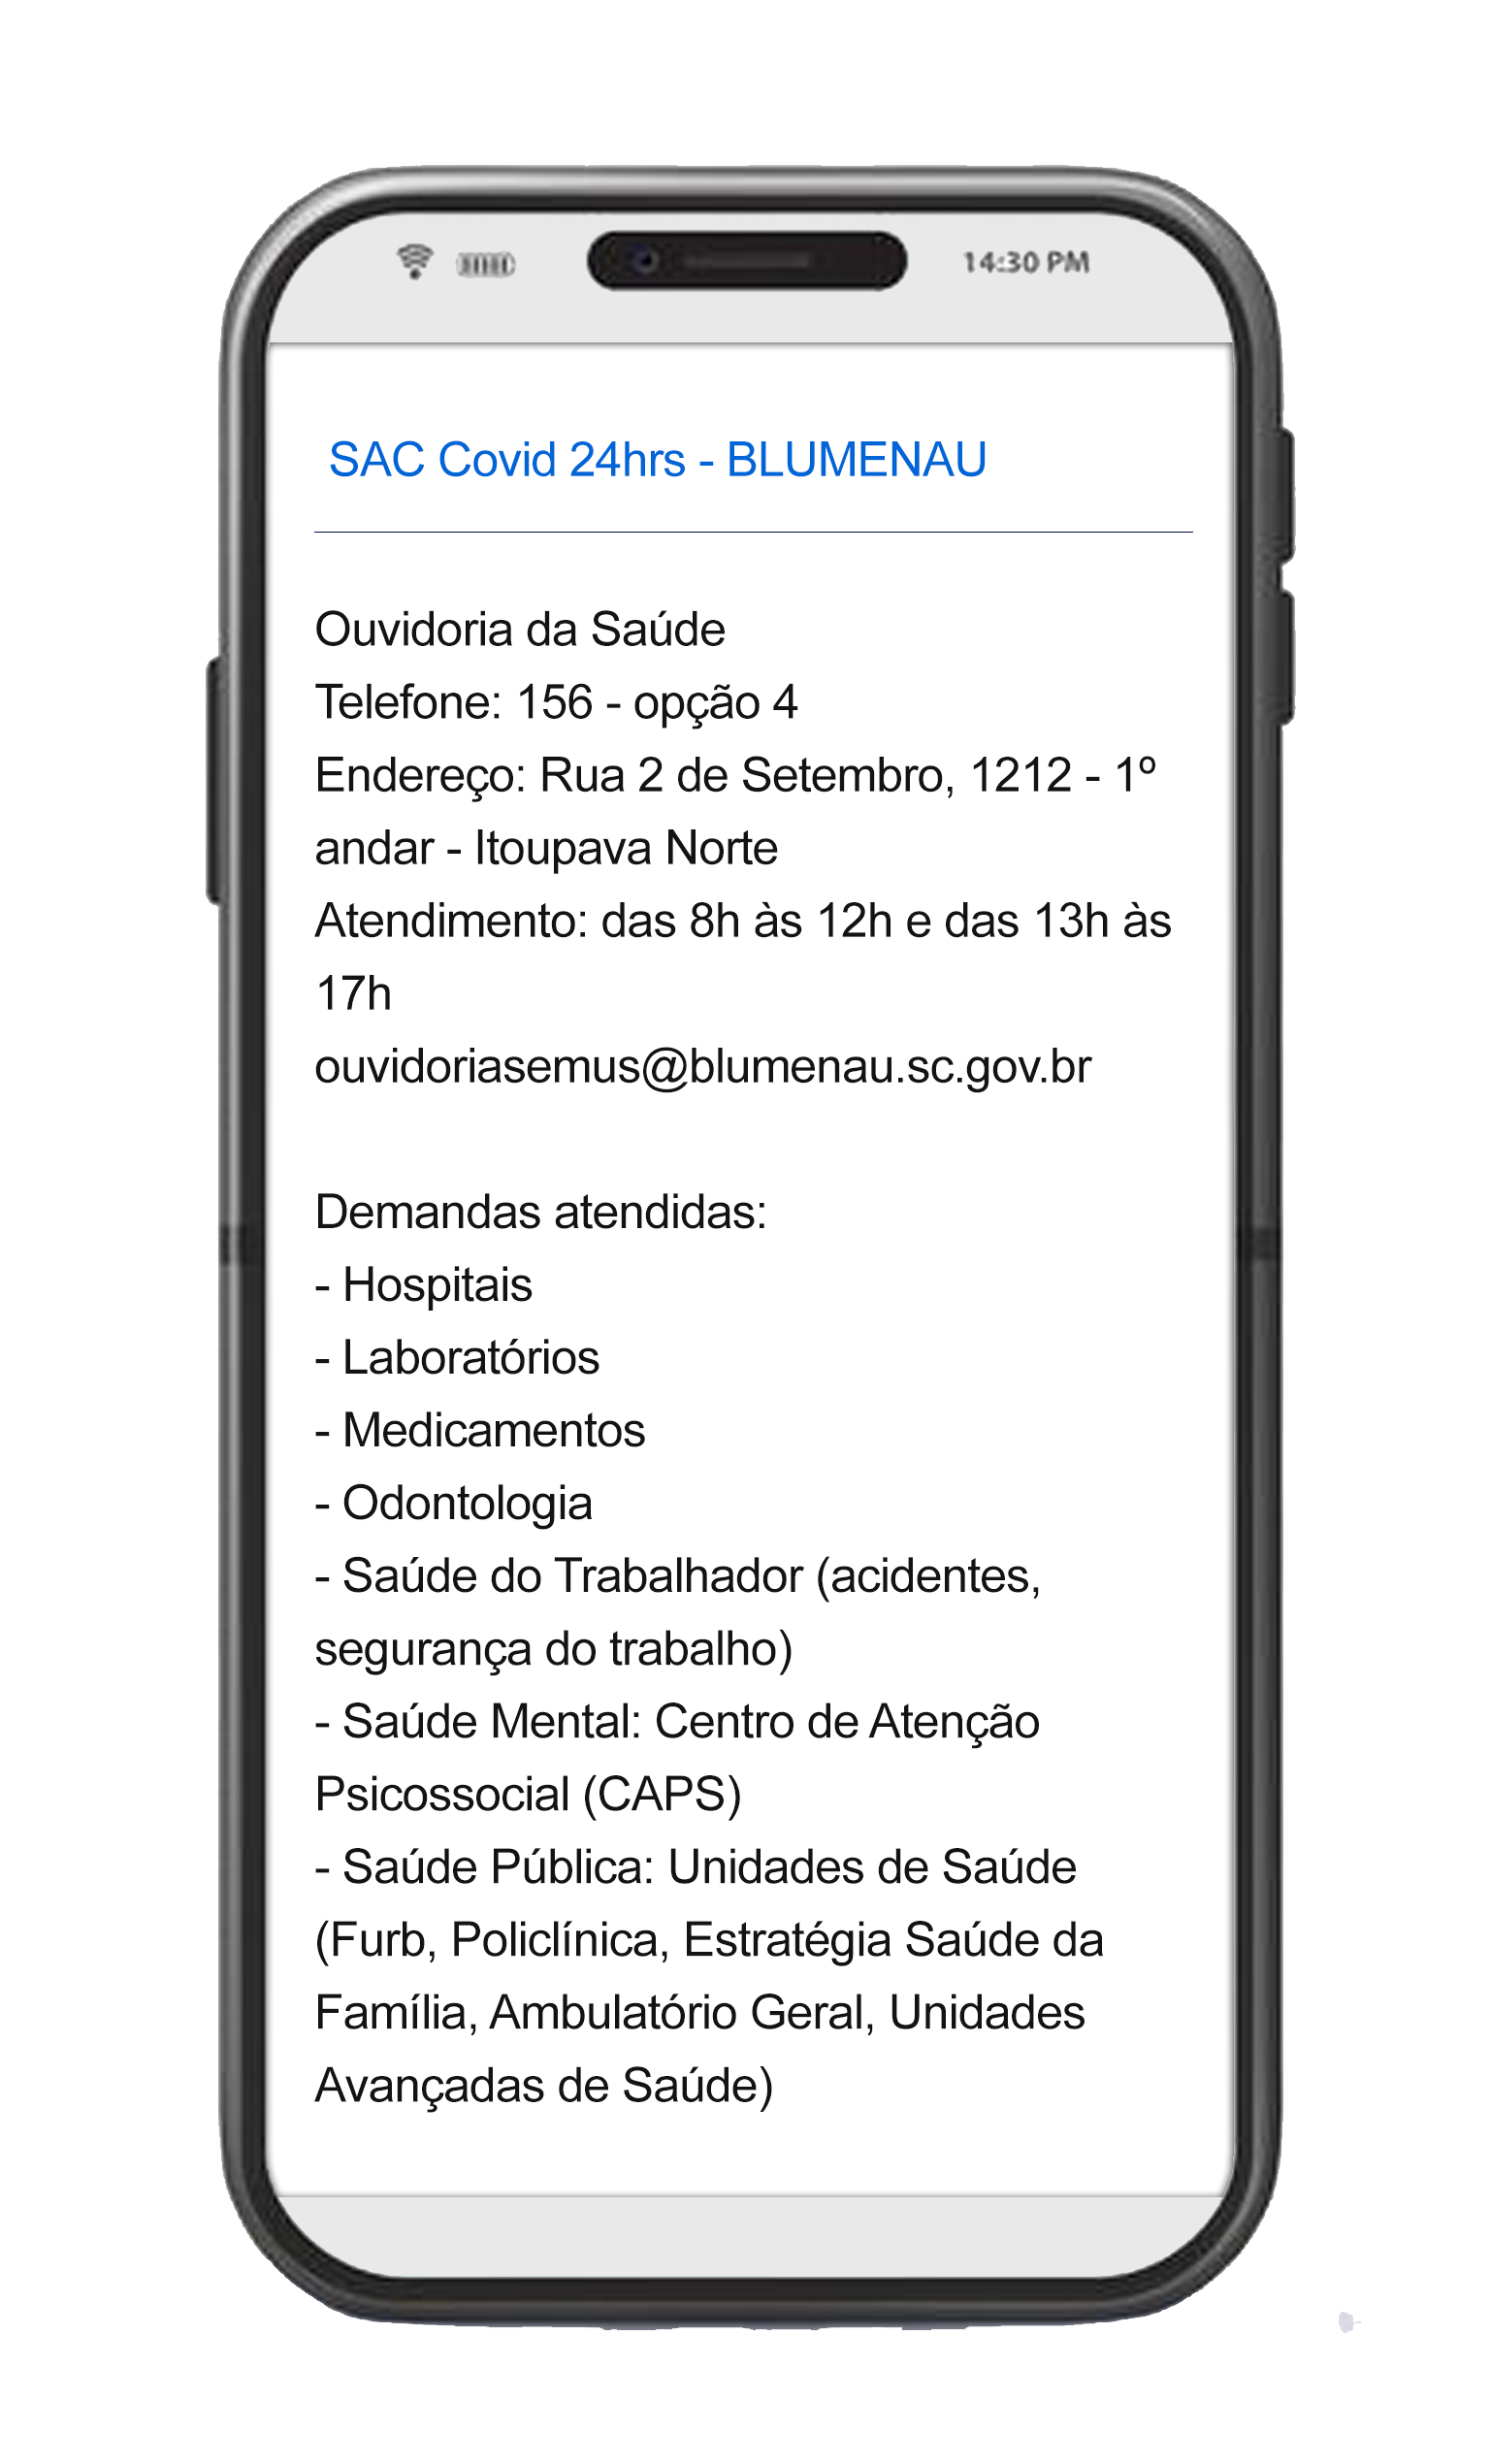 14:30 PM
SAC Covid 24hrs - BLUMENAU
Ouvidoria da Saúde
Telefone: 156 - opção 4
Endereço: Rua 2 de Setembro, 1212 - 1º
andar - Itoupava Norte
Atendimento: das 8h às 12h e das 13h às
17h
ouvidoriasemus@blumenau.sc.gov.br
Demandas atendidas:
- Hospitais
- Laboratórios
- Medicamentos
- Odontologia
- Saúde do Trabalhador (acidentes,
segurança do trabalho)
- Saúde Mental: Centro de Atenção
Psicossocial (CAPS)
- Saúde Pública: Unidades de Saúde
(Furb, Policlínica, Estratégia Saúde da
Família, Ambulatório Geral, Unidades
Avançadas de Saúde)